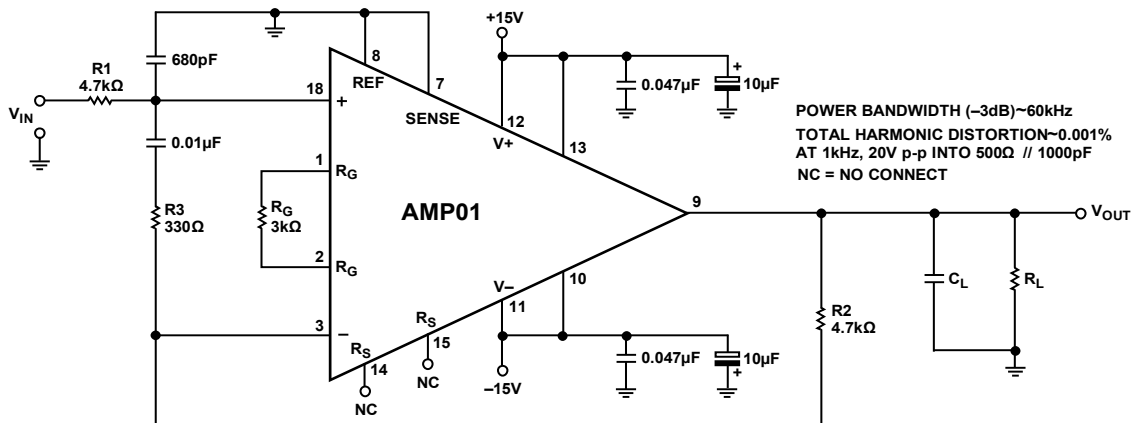 +15V
680pF
8
REF
7
SENSE
R1
4.7kΩ
18
+
V_IN
0.01µF
0.047µF
+
10µF
12
V+
13
POWER BANDWIDTH (–3dB)~60kHz
TOTAL HARMONIC DISTORTION~0.001%
AT 1kHz, 20V p-p INTO 500Ω // 1000pF
NC = NO CONNECT
1
R_G
R_G
3kΩ
R3
330Ω
AMP01
9
V_OUT
2
R_G
10
V–
11
C_L
R_L
R2
4.7kΩ
3
–
R_S
15
R_S
14
NC
NC
–15V
0.047µF
10µF
+